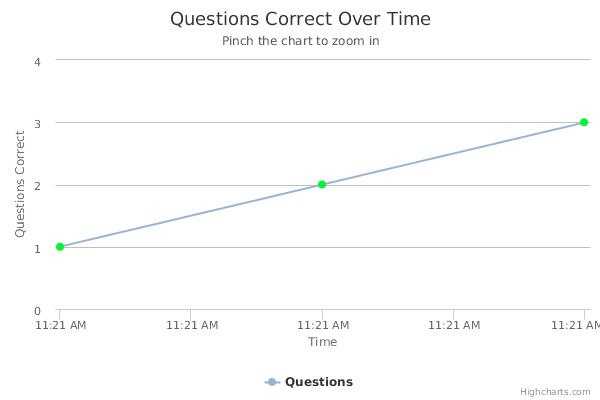 Questions Correct Over Time
Pinch the chart to zoom in
4
3
2
1
0
Questions Correct
11:21 AM 11:21 AM 11:21 AM 11:21 AM 11:21 AM
Time
Questions
Highcharts.com